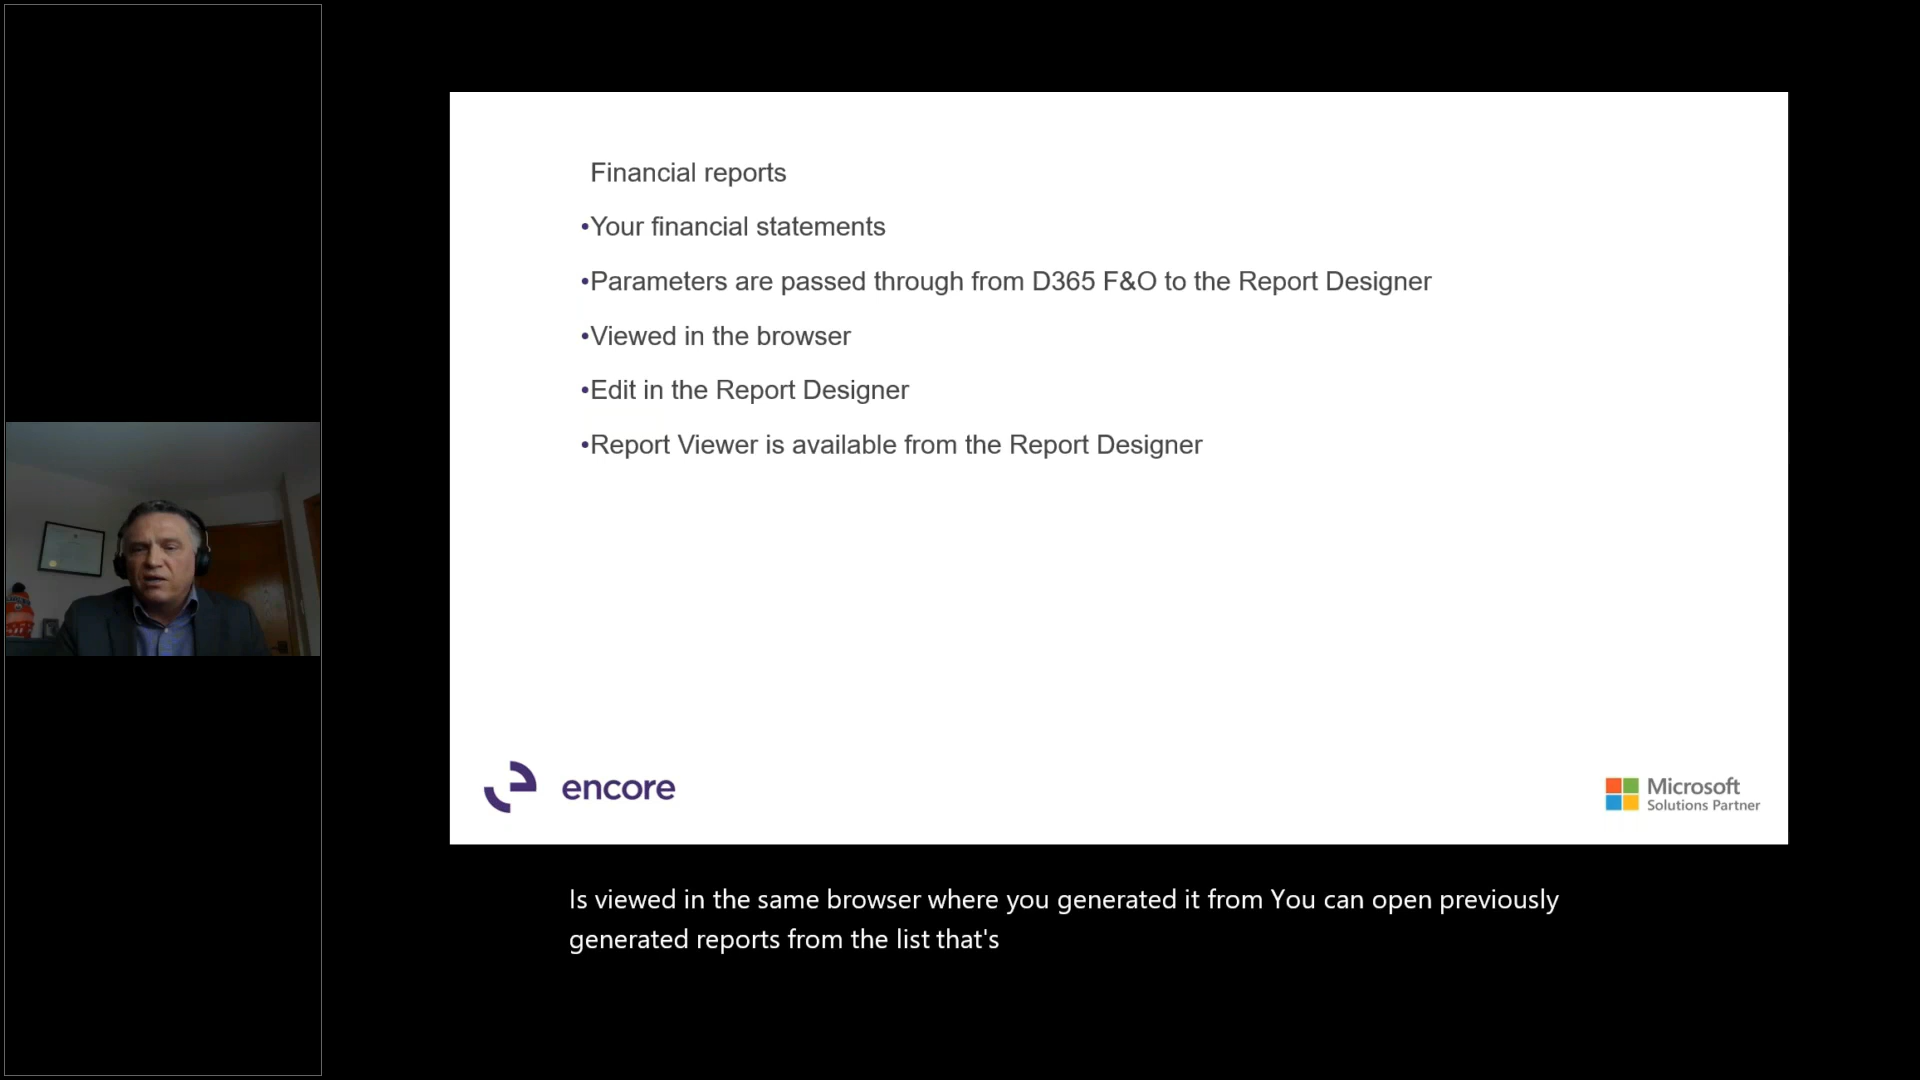 Financial reports
•Your financial statements
•Parameters are passed through from D365 F&O to the Report Designer
•Viewed in the browser
•Edit in the Report Designer
•Report Viewer is available from the Report Designer
encore
Microsoft
Solutions Partner
Is viewed in the same browser where you generated it from You can open previously
generated reports from the list that's